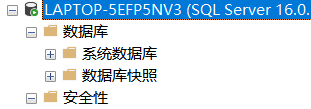 LAPTOP-5EFP5NV3 (SQL Server 16.0.
数据库
系统数据库
数据库快照
安全性